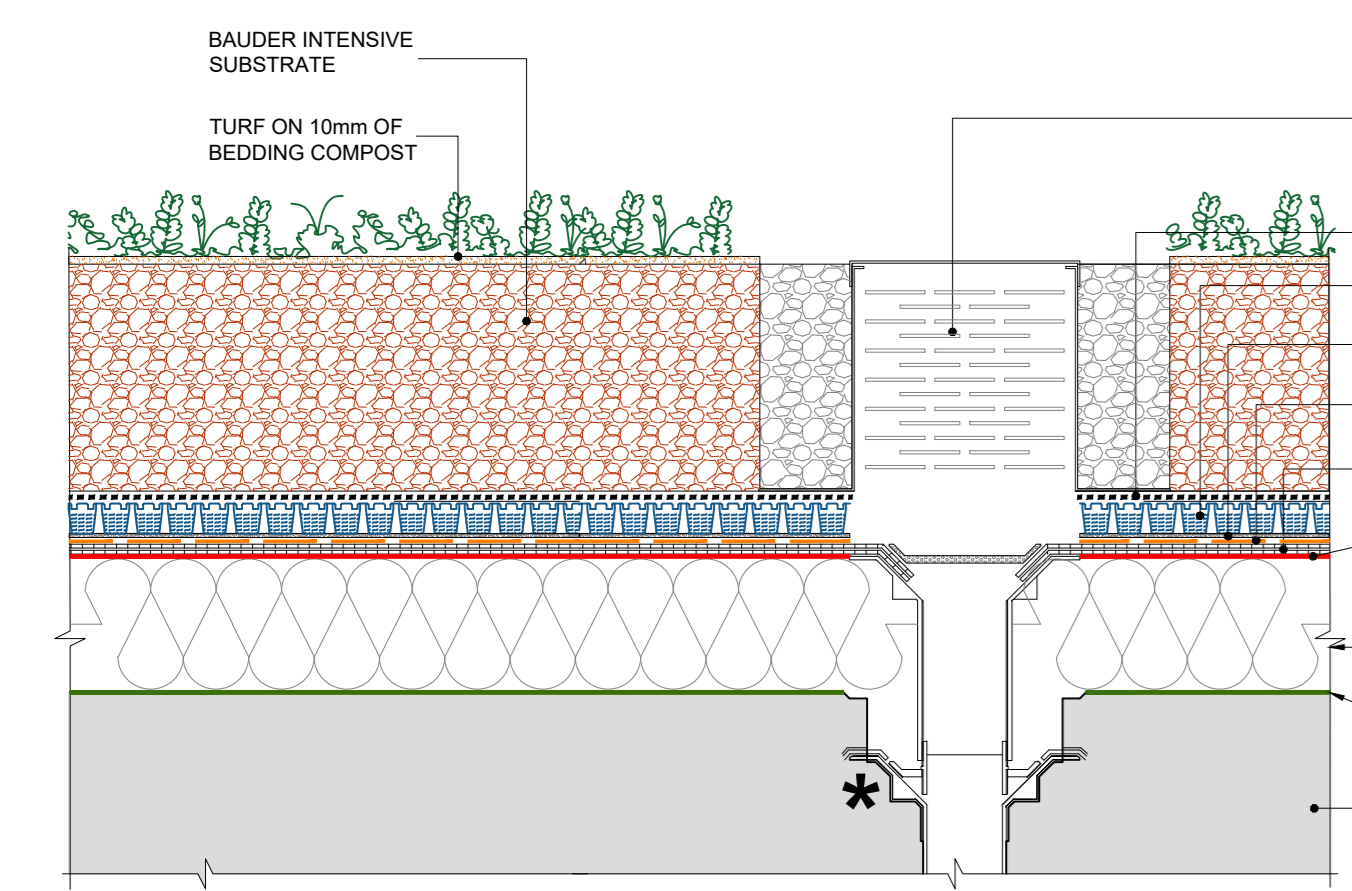 BAUDER INTENSIVE
SUBSTRATE
TURF ON 10mm OF
BEDDING COMPOST
*